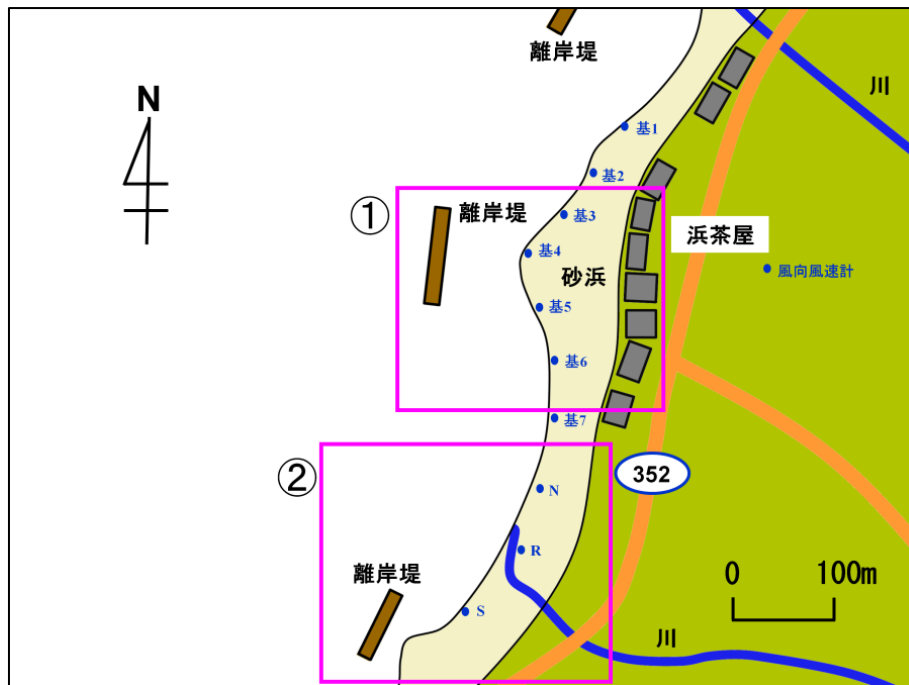 離岸堤
川
N
基1
基2
①
離岸堤
基3
浜茶屋
基4
砂浜
風向風速計
基5
基6
基7
②
352
N
R
離岸堤
0 100m
S
川